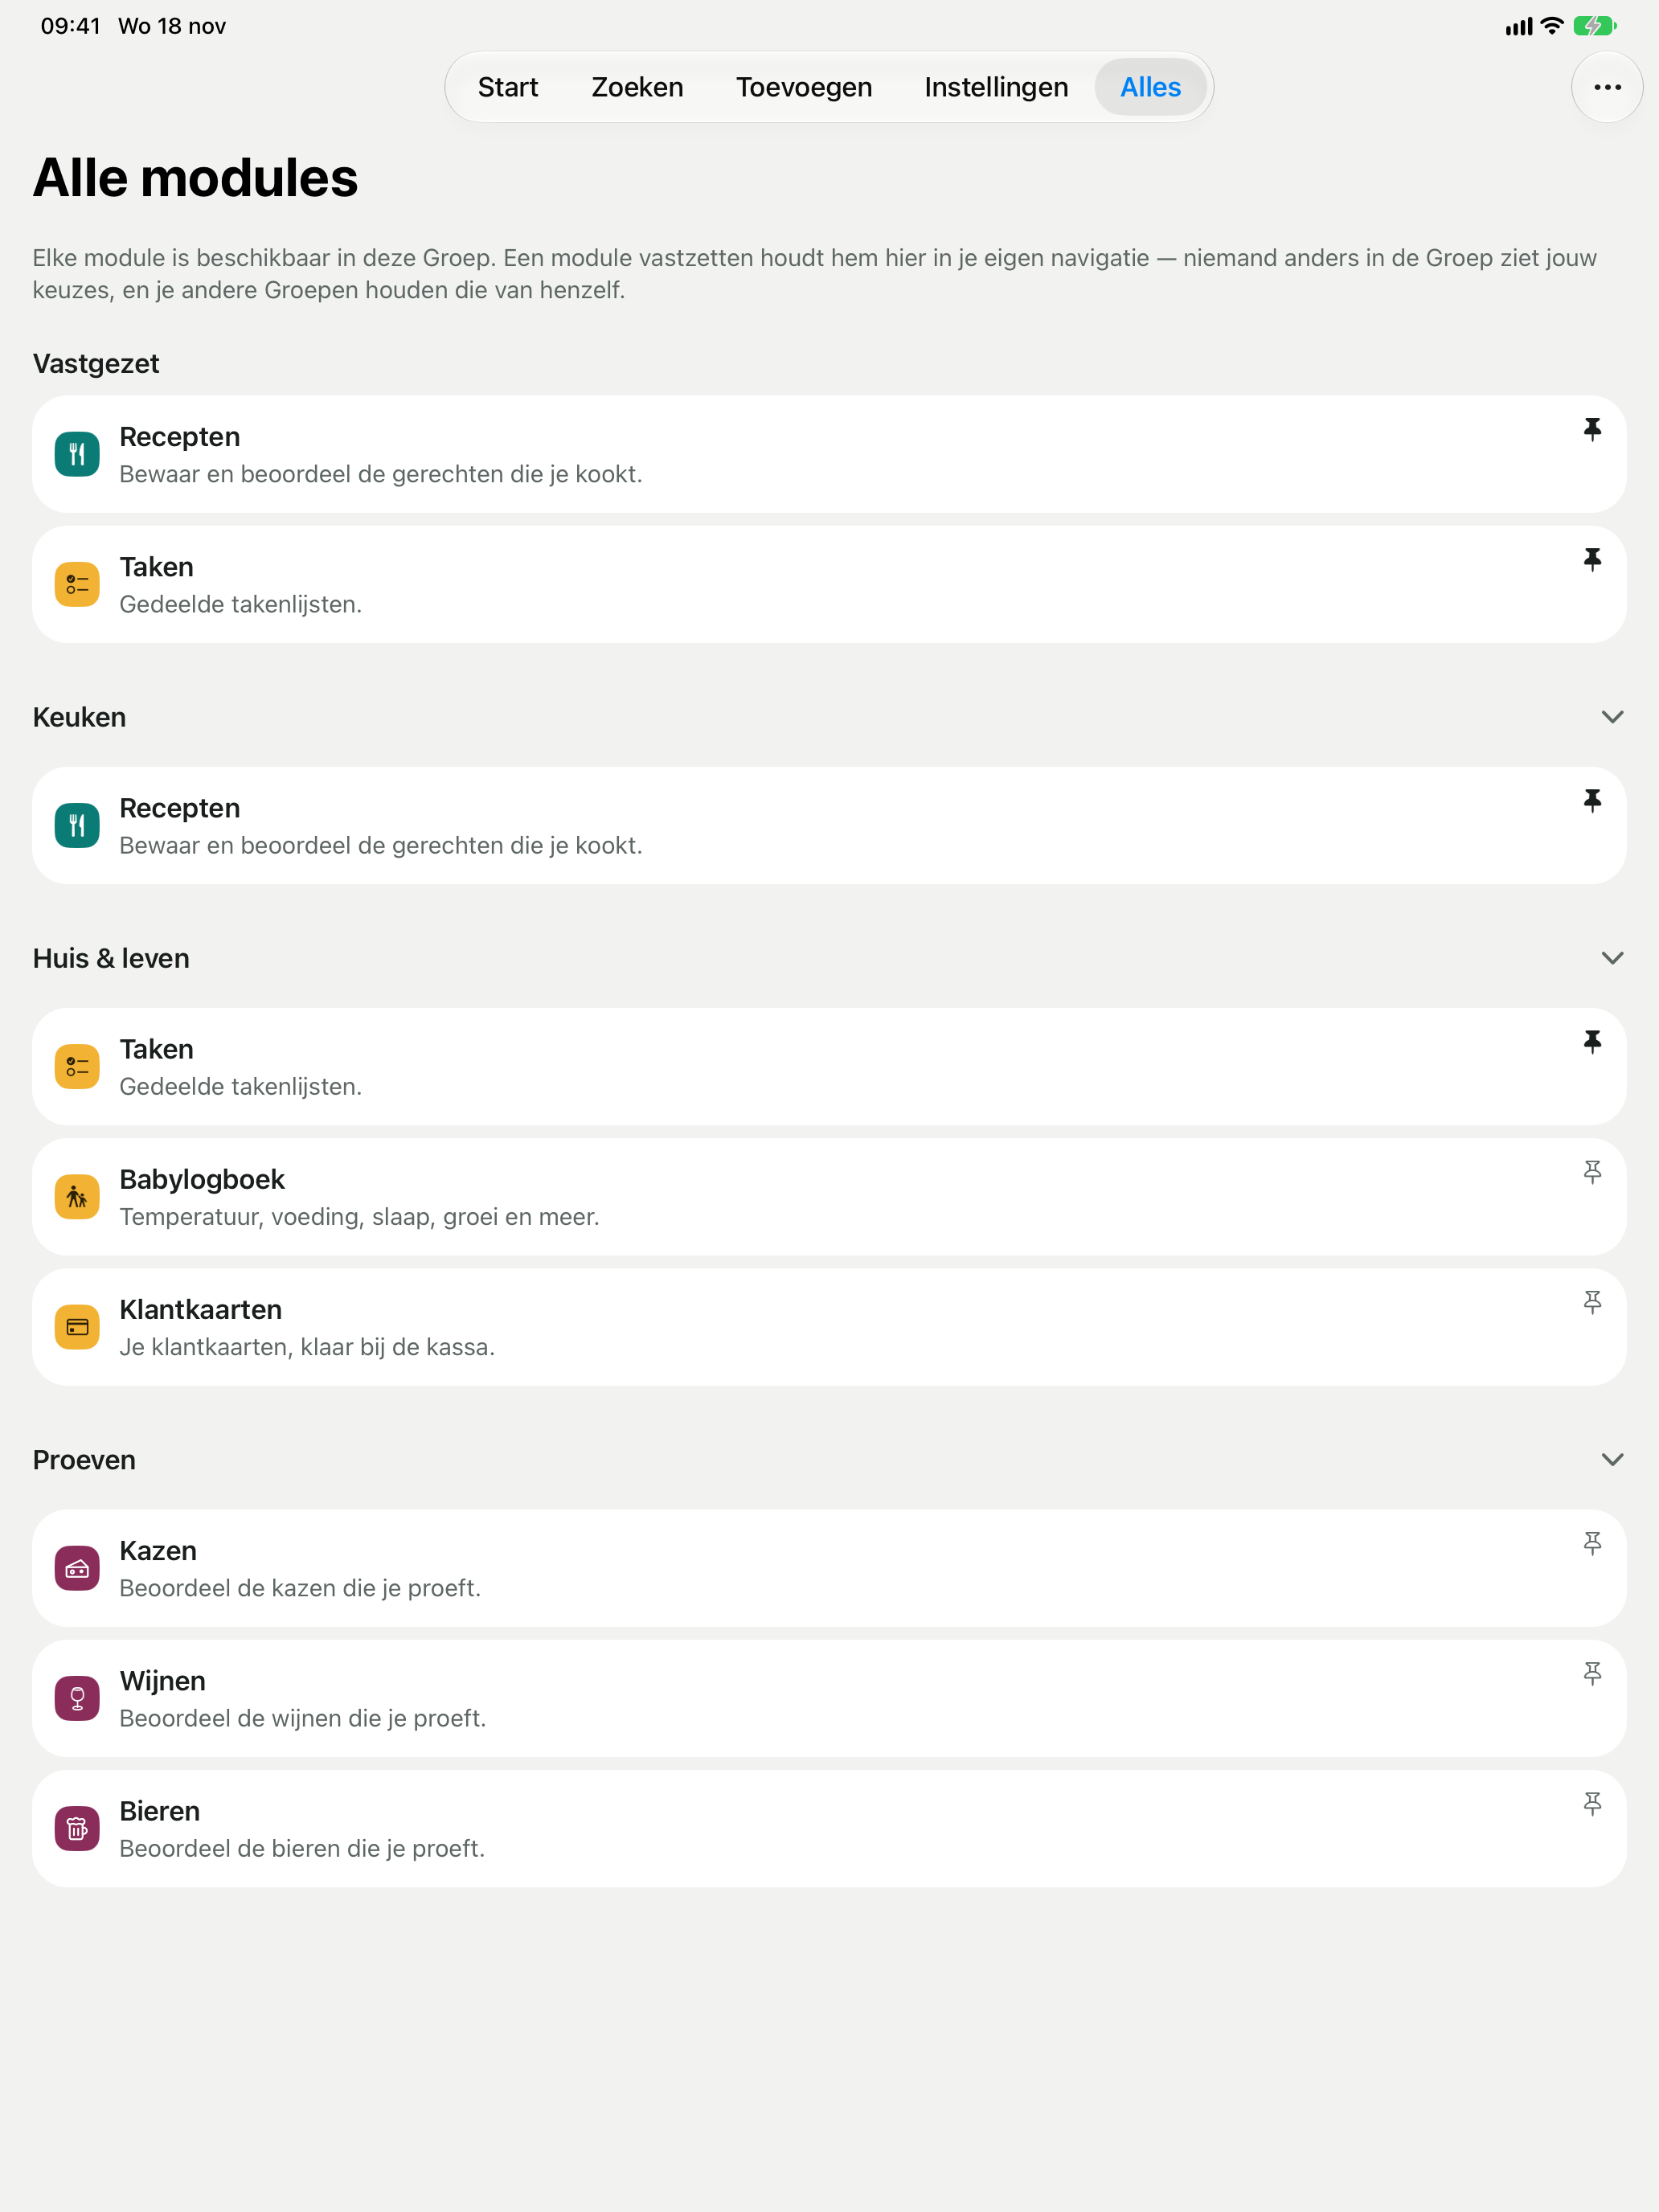 09:41 Wo 18 nov
Start Zoeken Toevoegen Instellingen Alles
Alle modules
Elke module is beschikbaar in deze Groep. Een module vastzetten houdt hem hier in je eigen navigatie — niemand anders in de Groep ziet jouw
keuzes, en je andere Groepen houden die van henzelf.
Vastgezet
Recepten
Bewaar en beoordeel de gerechten die je kookt.
Taken
Gedeelde takenlijsten.
Keuken
Recepten
Bewaar en beoordeel de gerechten die je kookt.
Huis & leven
Taken
Gedeelde takenlijsten.
Babylogboek
Temperatuur, voeding, slaap, groei en meer.
Klantkaarten
Je klantkaarten, klaar bij de kassa.
Proeven
Kazen
Beoordeel de kazen die je proeft.
Wijnen
Beoordeel de wijnen die je proeft.
Bieren
Beoordeel de bieren die je proeft.